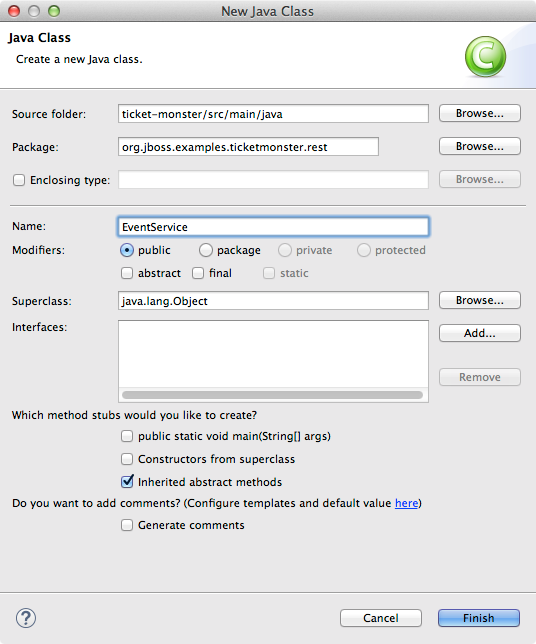 New Java Class
Java Class
Create a new Java class.
Source folder: ticket-monster/src/main/java Browse...
Package: org.jboss.examples.ticketmonster.rest Browse...
Enclosing type: Browse...
Name: EventService
Modifiers: public package private protected
abstract final static
Superclass: java.lang.Object Browse...
Interfaces: Add...
Remove
Which method stubs would you like to create?
public static void main(String[] args)
Constructors from superclass
Inherited abstract methods
Do you want to add comments? (Configure templates and default value here)
Generate comments
? Cancel Finish